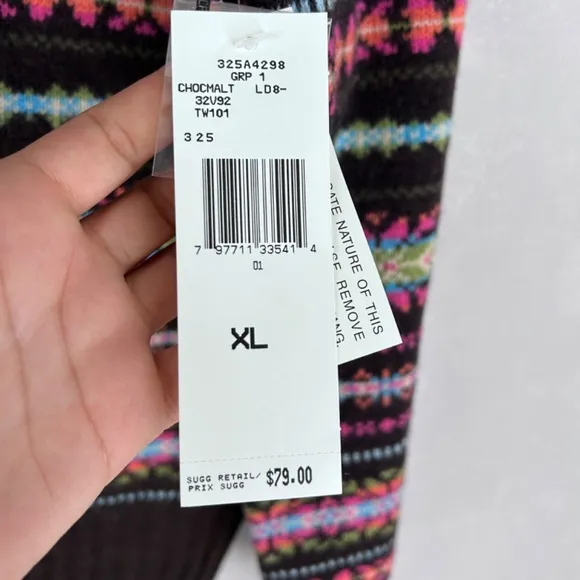 325A4298
GRP 1
CHOCMALT LD8-
32V92
TW101
325
7 97711 33541 4
01
XL
SUGG RETAIL/ $79.00
PRIX SUGG
NATURE OF THIS
REMOVE